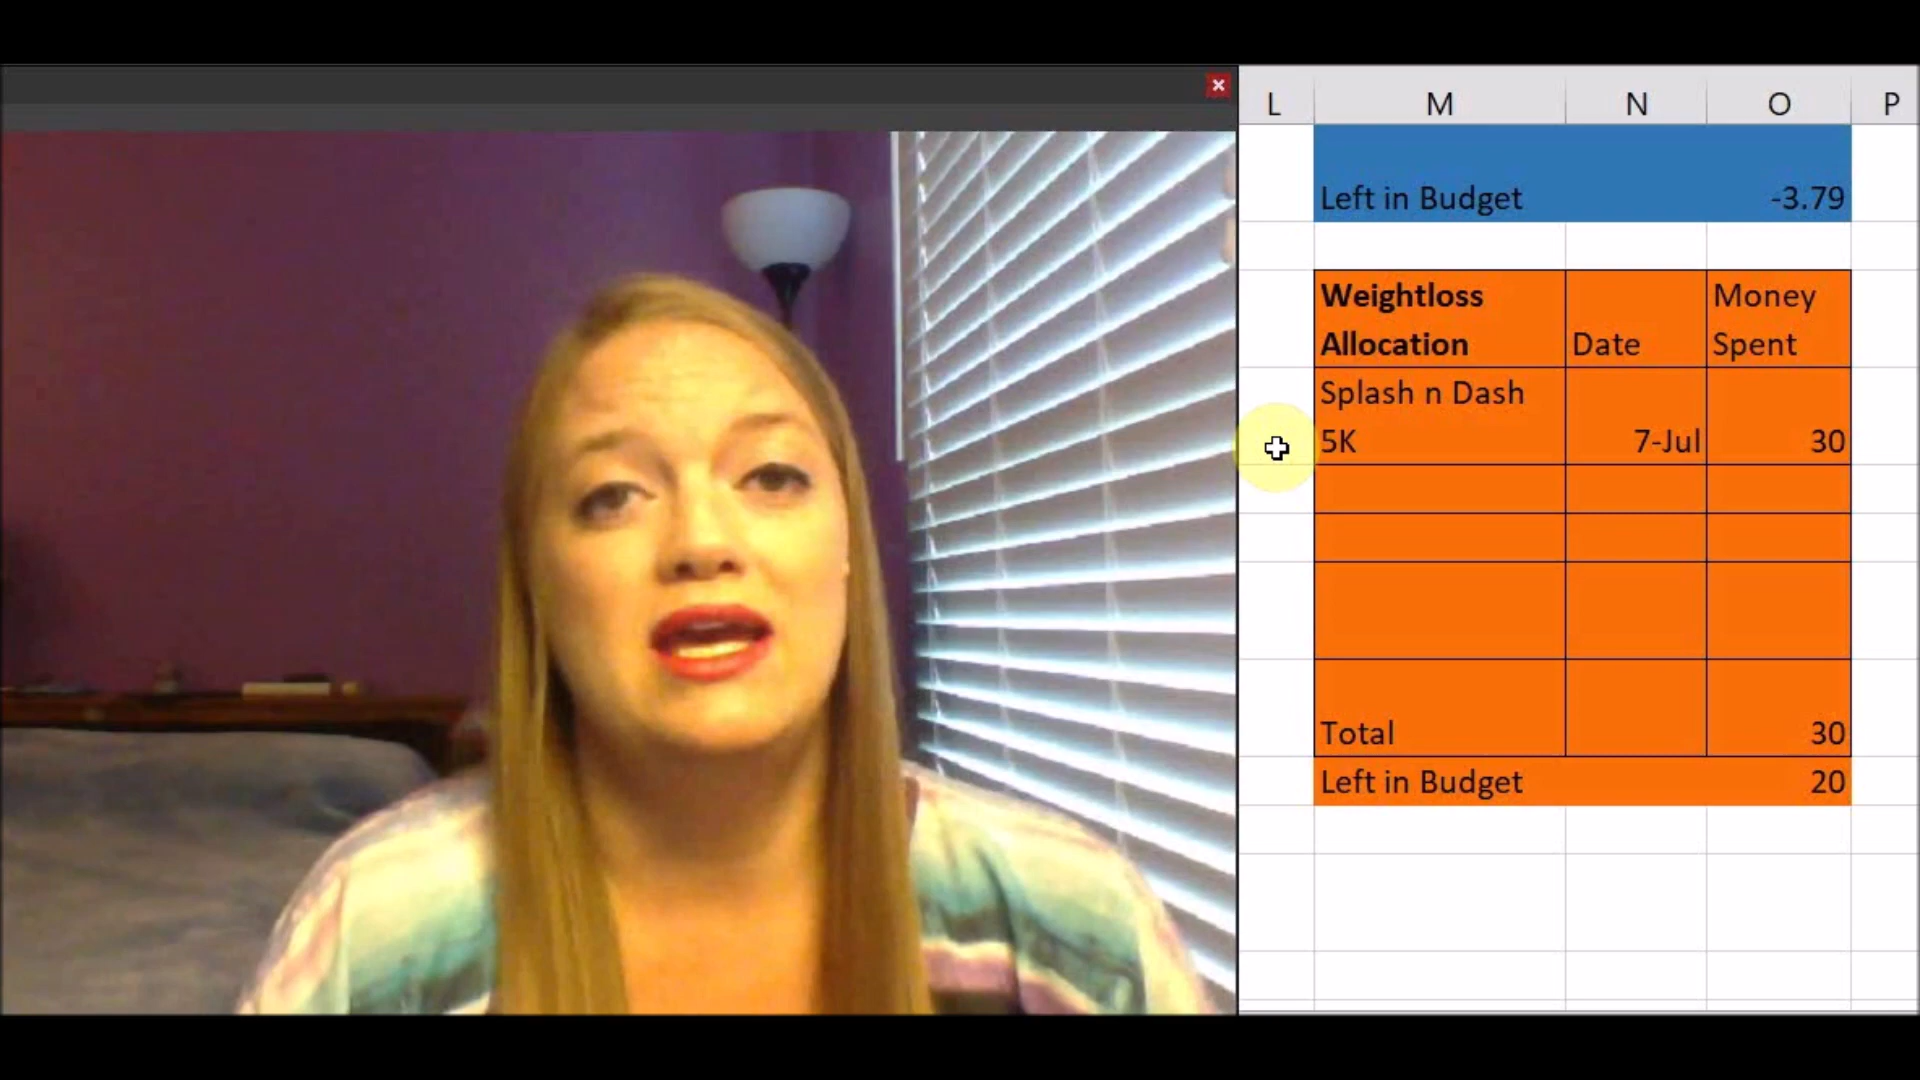 L M N O P
Left in Budget -3.79
Weightloss Money
Allocation Date Spent
Splash n Dash
5K 7-Jul 30
Total 30
Left in Budget 20